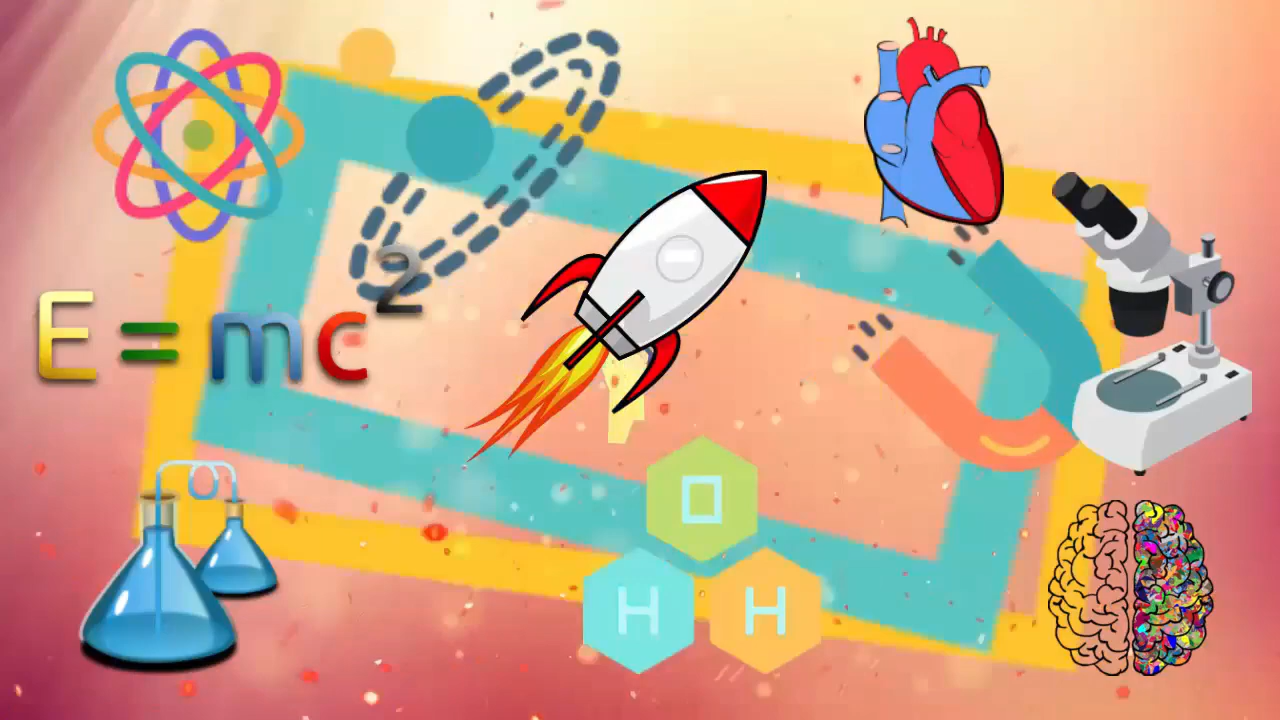 E = mc²
O
H H